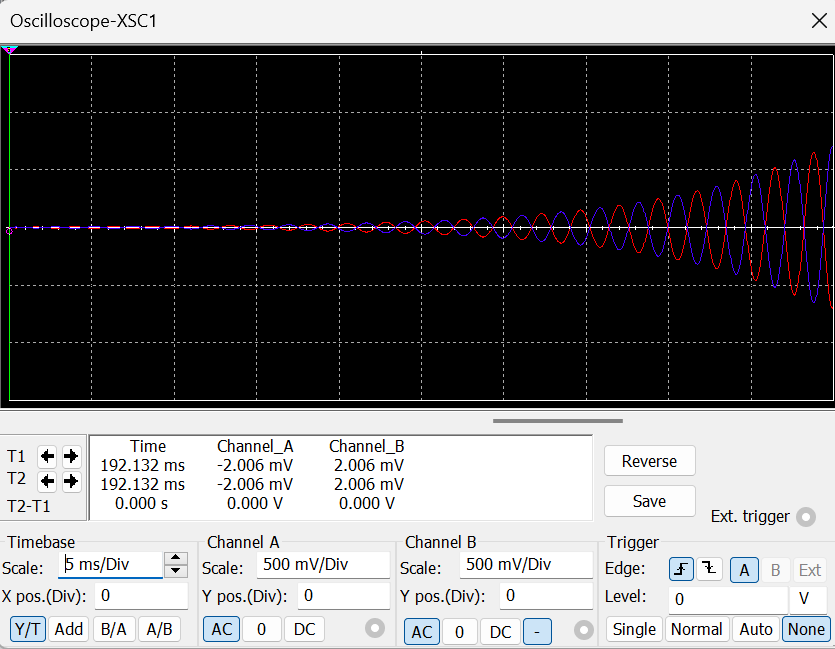 Oscilloscope-XSC1
T1
T2
T2-T1
Time Channel_A Channel_B
192.132 ms -2.006 mV 2.006 mV
192.132 ms -2.006 mV 2.006 mV
0.000 s 0.000 V 0.000 V
Reverse
Save
Ext. trigger
Timebase
Scale: 5 ms/Div
X pos.(Div): 0
Y/T Add B/A A/B
Channel A
Scale: 500 mV/Div
Y pos.(Div): 0
AC 0 DC
Channel B
Scale: 500 mV/Div
Y pos.(Div): 0
AC 0 DC -
Trigger
Edge: A B Ext
Level: 0 V
Single Normal Auto None